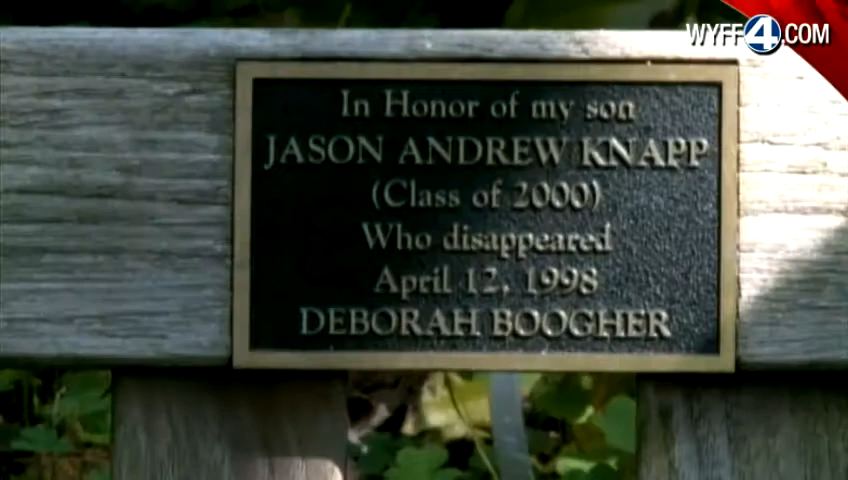 WYFF4.COM
In Honor of my son
JASON ANDREW KNAPP
(Class of 2000)
Who disappeared
April 12, 1998
DEBORAH BOOGHER